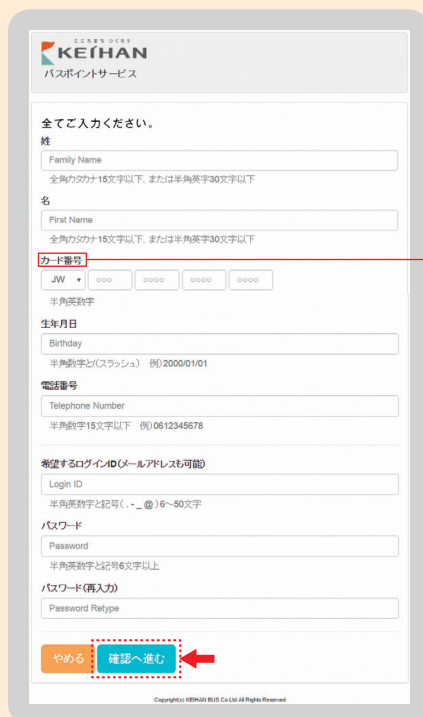 こころまち つくろう
KEIHAN
バスポイントサービス
全てご入力ください。
姓
Family Name
全角カタカナ15文字以下、または半角英字30文字以下
名
First Name
全角カタカナ15文字以下、または半角英字30文字以下
カード番号
JW ▼ ○○○ ○○○○ ○○○○ ○○○○
半角英数字
生年月日
Birthday
半角数字と/(スラッシュ) 例)2000/01/01
電話番号
Telephone Number
半角数字15文字以下 例)0612345678
希望するログインID(メールアドレスも可能)
Login ID
半角英数字と記号( . - _ @ )6~50文字
パスワード
Password
半角英数字と記号6文字以上
パスワード(再入力)
Password Retype
やめる 確認へ進む
Copyright(c) KEIHAN BUS Co.Ltd All Rights Reserved